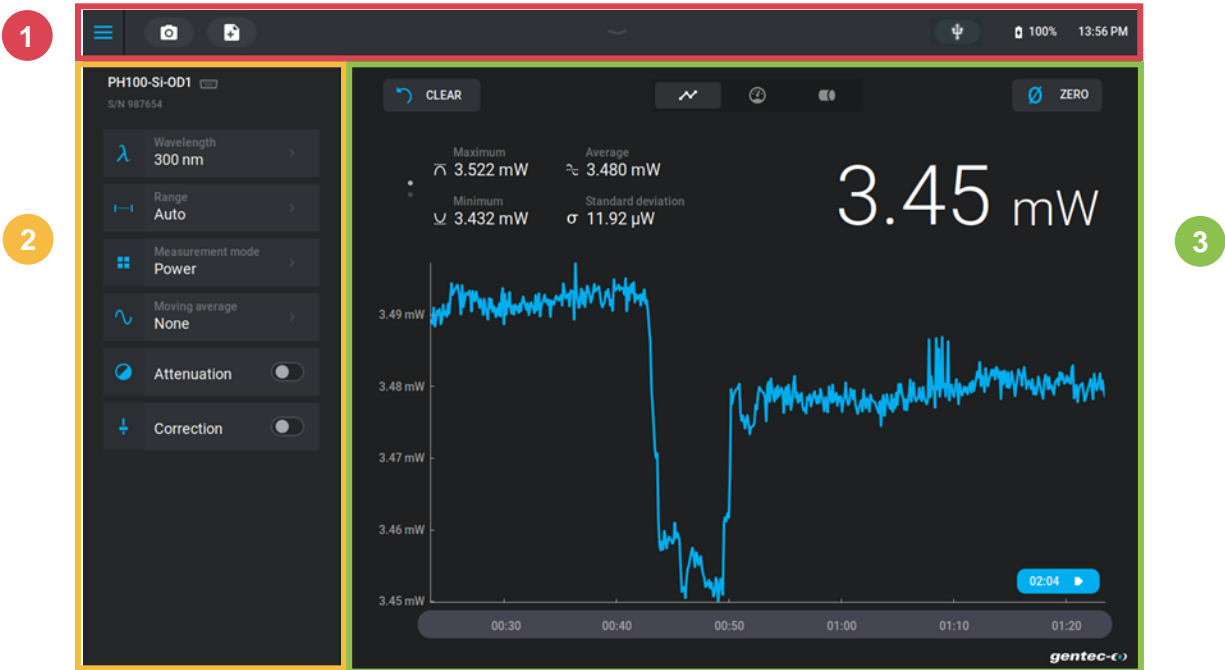 1
100%
13:56 PM
2
PH100-Si-OD1
S/N 987654
Wavelength
300 nm
Range
Auto
Measurement mode
Power
Moving average
None
Attenuation
Correction
3
CLEAR
Ø ZERO
Maximum
3.522 mW
Average
3.480 mW
Minimum
3.432 mW
Standard deviation
σ 11.92 µW
3.45 mW
3.49 mW
3.48 mW
3.47 mW
3.46 mW
3.45 mW
02:04
00:30 00:40 00:50 01:00 01:10 01:20
gentec-eo